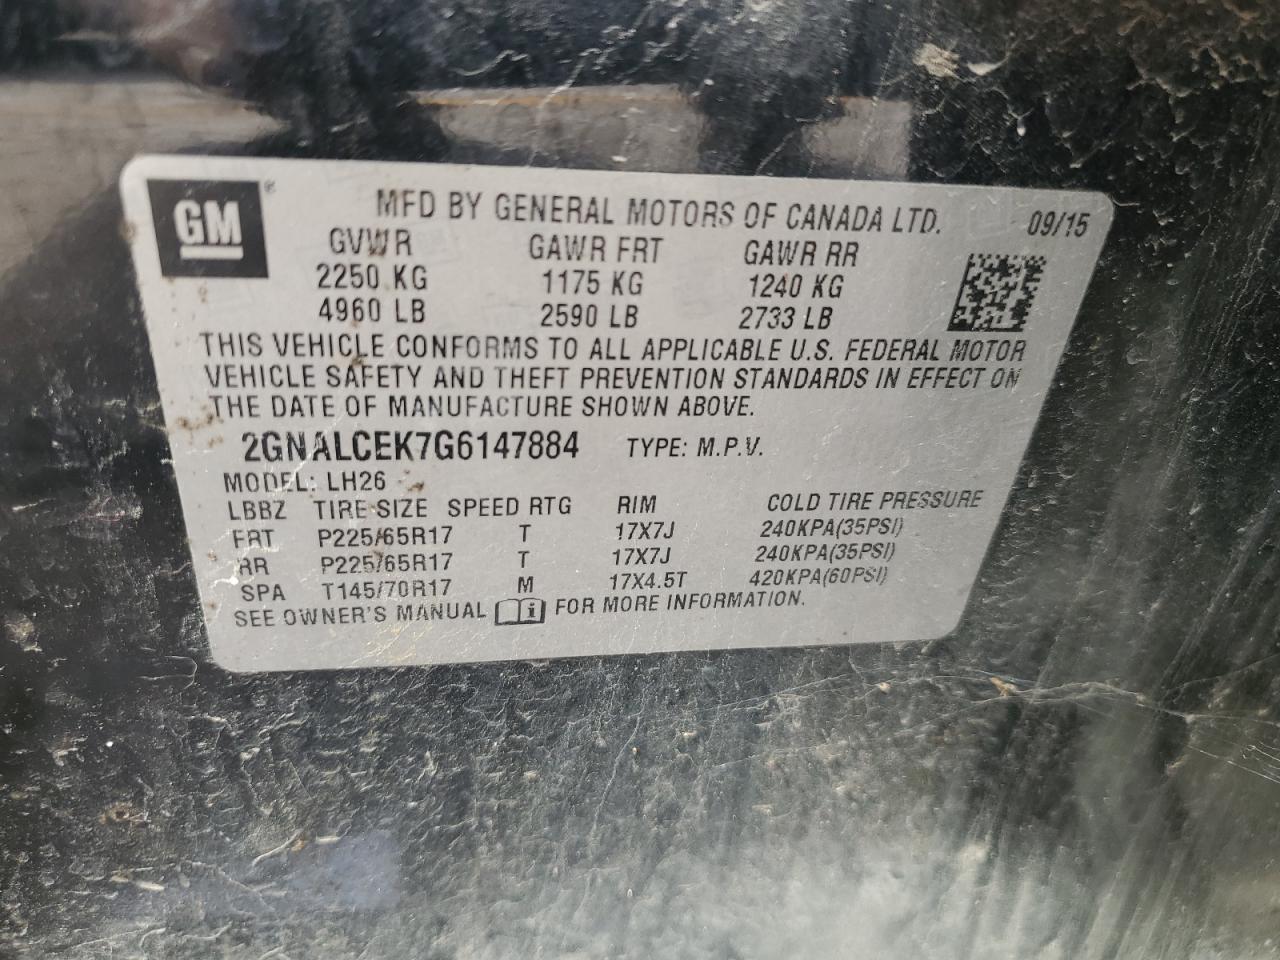 GM ®
MFD BY GENERAL MOTORS OF CANADA LTD. 09/15
GVWR GAWR FRT GAWR RR
2250 KG 1175 KG 1240 KG
4960 LB 2590 LB 2733 LB
THIS VEHICLE CONFORMS TO ALL APPLICABLE U.S. FEDERAL MOTOR
VEHICLE SAFETY AND THEFT PREVENTION STANDARDS IN EFFECT ON
THE DATE OF MANUFACTURE SHOWN ABOVE.
2GNALCEK7G6147884 TYPE: M.P.V.
MODEL: LH26
LBBZ TIRE SIZE SPEED RTG RIM COLD TIRE PRESSURE
FRT P225/65R17 T 17X7J 240KPA(35PSI)
RR P225/65R17 T 17X7J 240KPA(35PSI)
SPA T145/70R17 M 17X4.5T 420KPA(60PSI)
SEE OWNER'S MANUAL i FOR MORE INFORMATION.